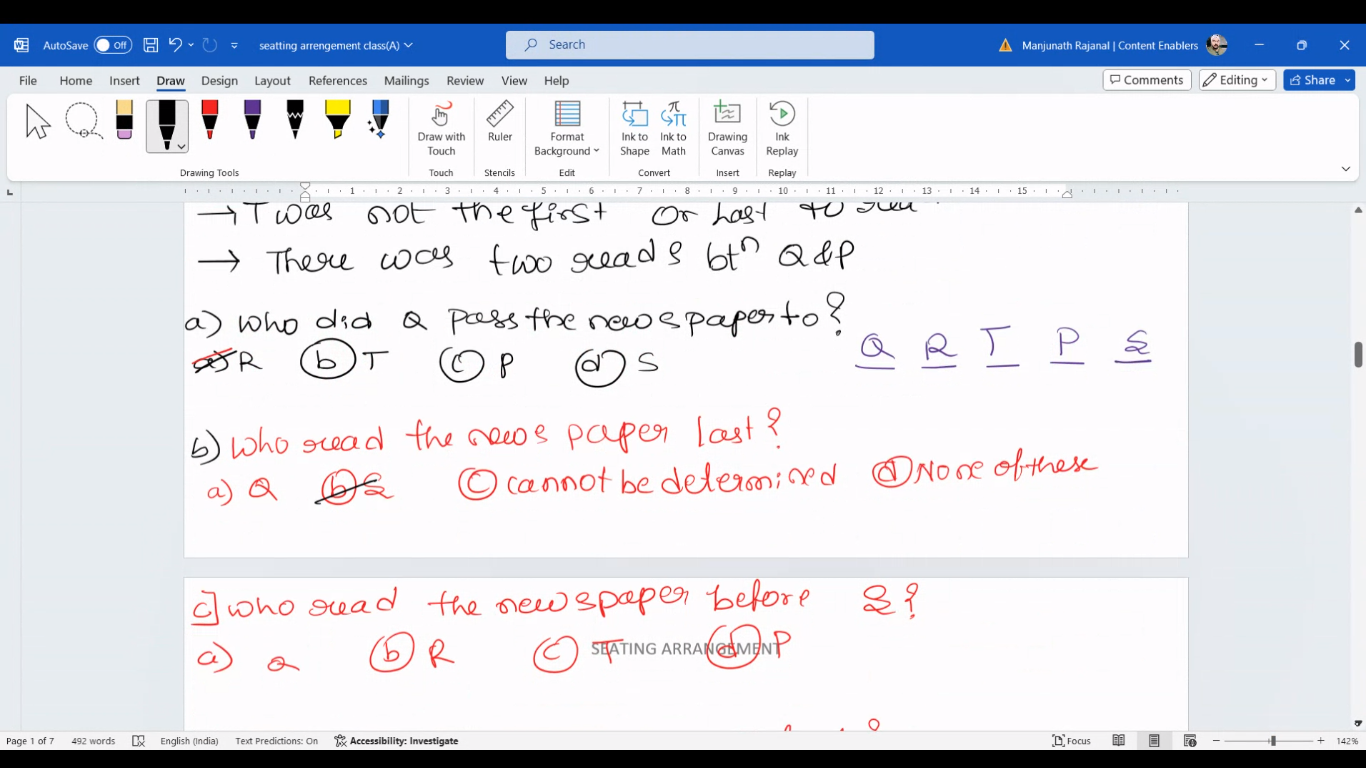 AutoSave Off seatting arrangement class(A) Search Manjunath Rajanal | Content Enablers
File Home Insert Draw Design Layout References Mailings Review View Help Comments Editing Share
Draw with Touch Ruler Format Background Ink to Shape Ink to Math Drawing Canvas Ink Replay
Drawing Tools Touch Stencils Edit Convert Insert Replay
1 2 3 4 5 6 7 8 9 10 11 12 13 14 15
→ T was not the first or Last to
→ There was two reads btn Q & P
a) who did Q pass the newspaper to?
a) R b) T c) P d) S
Q R T P S
b) who read the news paper last?
a) Q b) S c) cannot be determined d) None of these
c] who read the newspaper before S?
a) Q b) R c) T d) P
SEATING ARRANGEMENT
Page 1 of 7 492 words English (India) Text Predictions: On Accessibility: Investigate Focus 142%